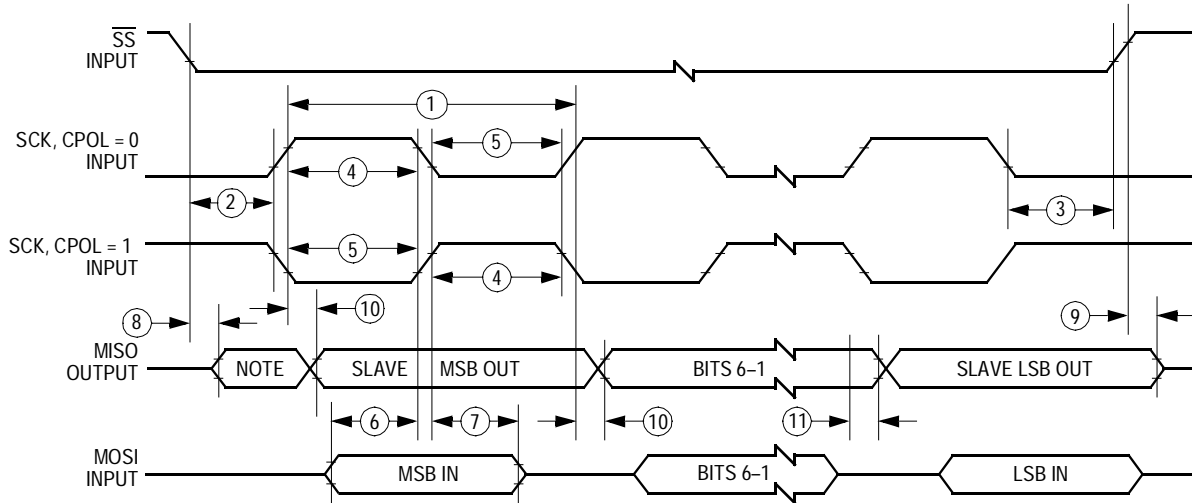 SS
INPUT
1
SCK, CPOL = 0
INPUT
5
4
2
3
SCK, CPOL = 1
INPUT
5
4
10
8
9
MISO
OUTPUT
NOTE
SLAVE MSB OUT
BITS 6–1
SLAVE LSB OUT
6
7
10
11
MOSI
INPUT
MSB IN
BITS 6–1
LSB IN